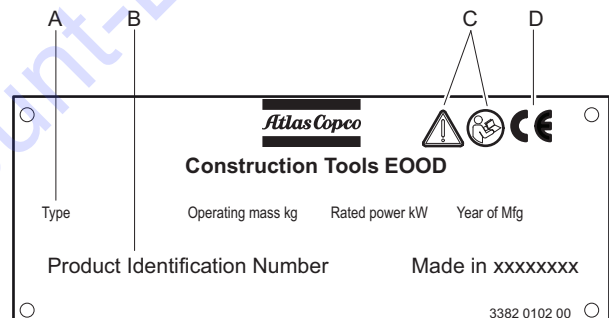 A B C D
Atlas Copco
CE
Construction Tools EOOD
Type Operating mass kg Rated power kW Year of Mfg
Product Identification Number Made in xxxxxxxx
3382 0102 00